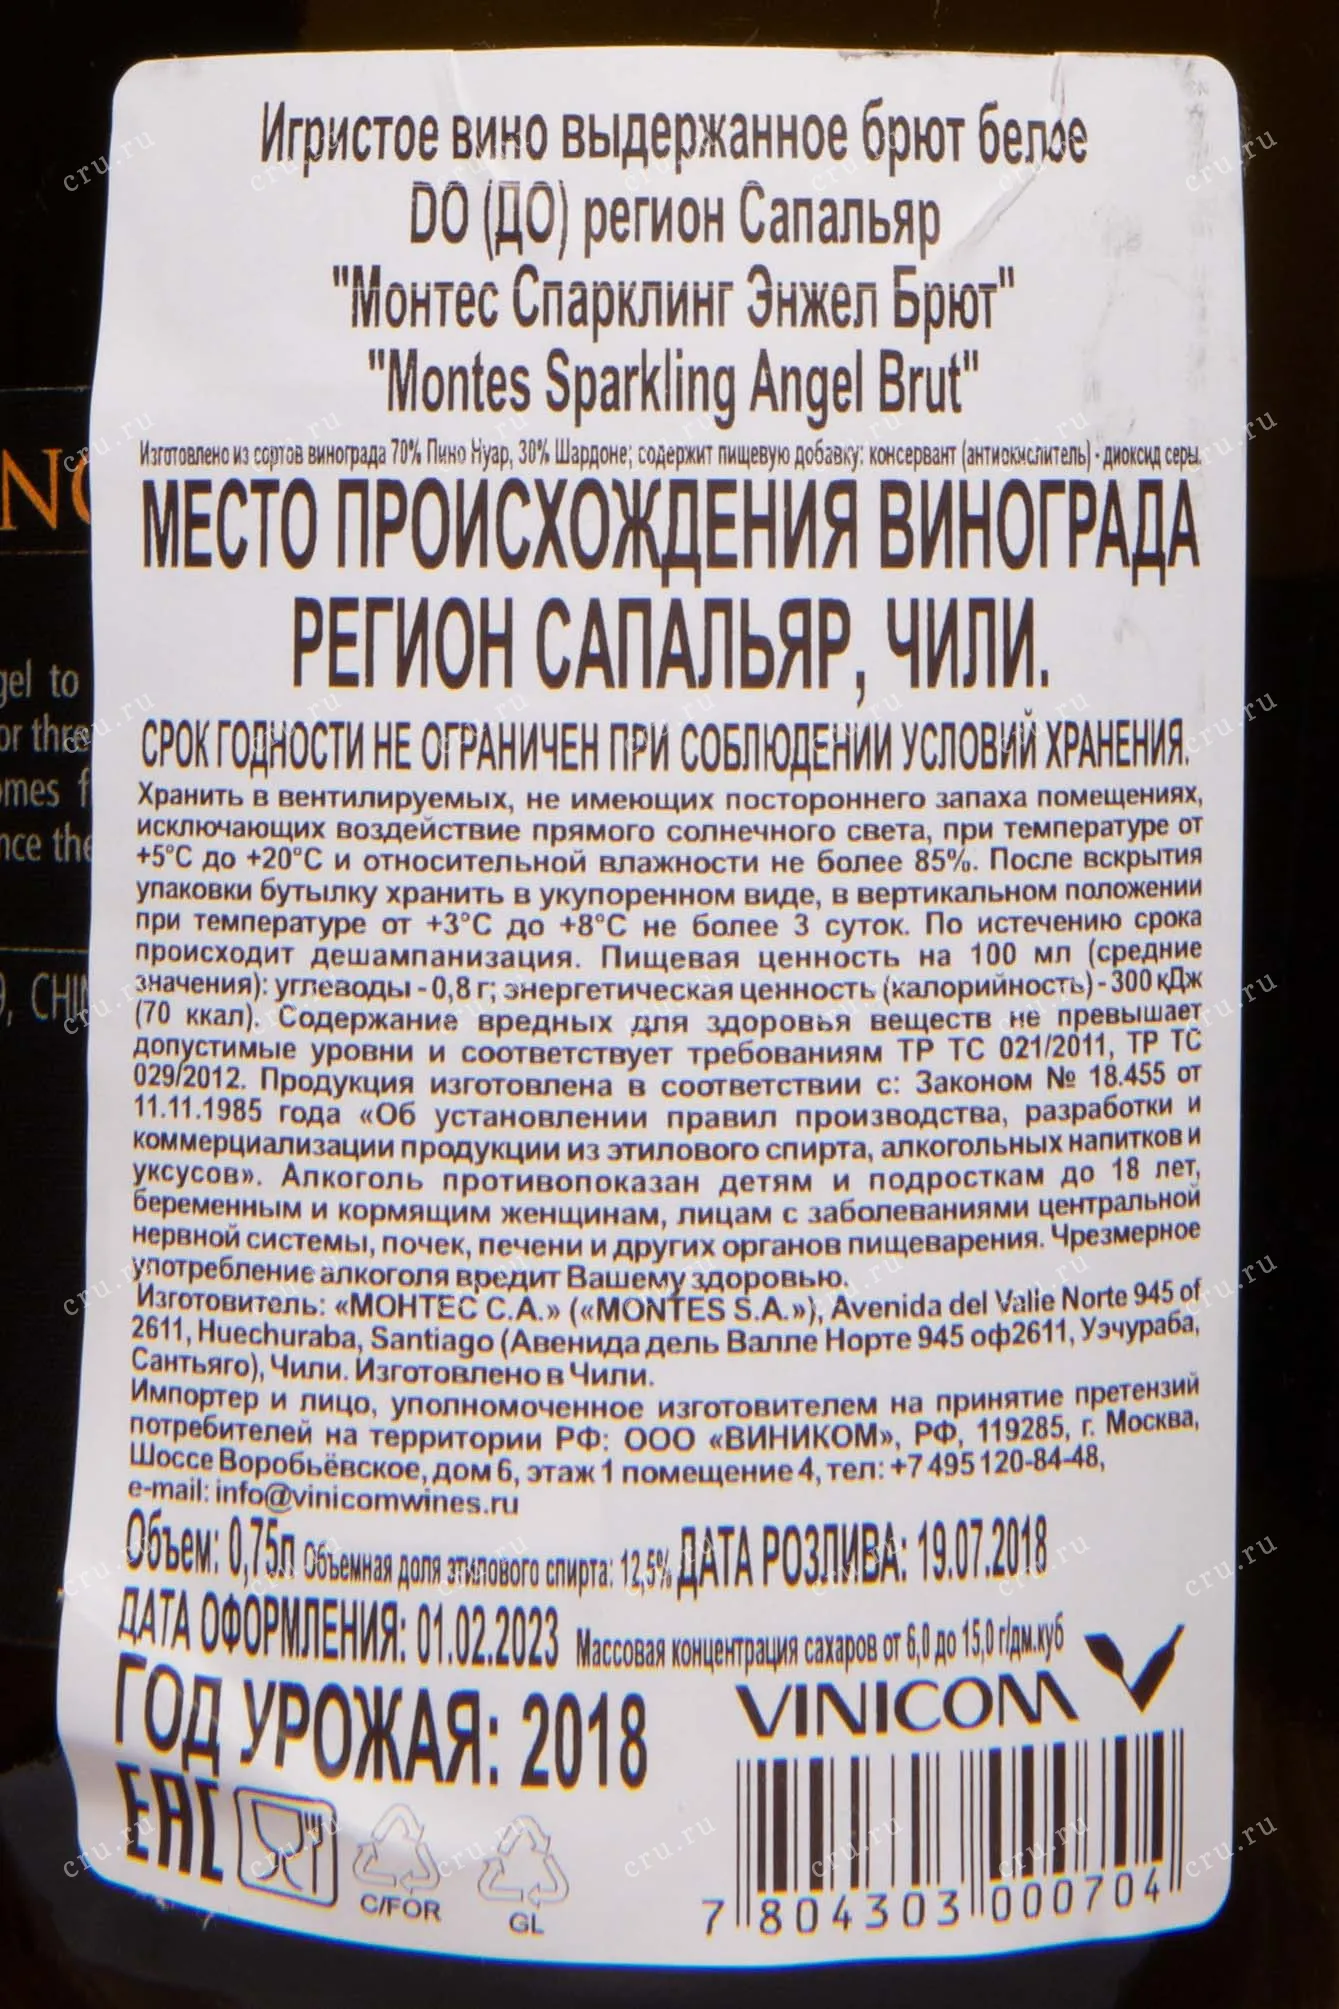 Игристое вино выдержанное брют белое
DO (ДО) регион Сапальяр
"Монтес Спарклинг Энжел Брют"
"Montes Sparkling Angel Brut"
Изготовлено из сортов винограда 70% Пино Нуар, 30% Шардоне; содержит пищевую добавку: консервант (антиокислитель) - диоксид серы.
МЕСТО ПРОИСХОЖДЕНИЯ ВИНОГРАДА
РЕГИОН САПАЛЬЯР, ЧИЛИ.
СРОК ГОДНОСТИ НЕ ОГРАНИЧЕН ПРИ СОБЛЮДЕНИИ УСЛОВИЙ ХРАНЕНИЯ.
Хранить в вентилируемых, не имеющих постороннего запаха помещениях,
исключающих воздействие прямого солнечного света, при температуре от
+5°С до +20°С и относительной влажности не более 85%. После вскрытия
упаковки бутылку хранить в укупоренном виде, в вертикальном положении
при температуре от +3°С до +8°С не более 3 суток. По истечению срока
происходит дешампанизация. Пищевая ценность на 100 мл (средние
значения): углеводы - 0,8 г; энергетическая ценность (калорийность) - 300 кДж
(70 ккал). Содержание вредных для здоровья веществ не превышает
допустимые уровни и соответствует требованиям ТР ТС 021/2011, ТР ТС
029/2012. Продукция изготовлена в соответствии с: Законом № 18.455 от
11.11.1985 года «Об установлении правил производства, разработки и
коммерциализации продукции из этилового спирта, алкогольных напитков и
уксусов». Алкоголь противопоказан детям и подросткам до 18 лет,
беременным и кормящим женщинам, лицам с заболеваниями центральной
нервной системы, почек, печени и других органов пищеварения. Чрезмерное
употребление алкоголя вредит Вашему здоровью.
Изготовитель: «МОНТЕС С.А.» («MONTES S.A.»), Avenida del Valle Norte 945 of
2611, Huechuraba, Santiago (Авенида дель Валле Норте 945 оф2611, Уэчураба,
Сантьяго), Чили. Изготовлено в Чили.
Импортер и лицо, уполномоченное изготовителем на принятие претензий
потребителей на территории РФ: ООО «ВИНИКОМ», РФ, 119285, г. Москва,
Шоссе Воробьёвское, дом 6, этаж 1 помещение 4, тел: +7 495 120-84-48,
e-mail: info@vinicomwines.ru
Объем: 0,75л Объемная доля этилового спирта: 12,5% ДАТА РОЗЛИВА: 19.07.2018
ДАТА ОФОРМЛЕНИЯ: 01.02.2023 Массовая концентрация сахаров от 6,0 до 15,0 г/дм.куб
ГОД УРОЖАЯ: 2018
VINICOM
EAC
C/FOR
GL
7 804303 000704
gel to
or
omes
nce the
cru.ru